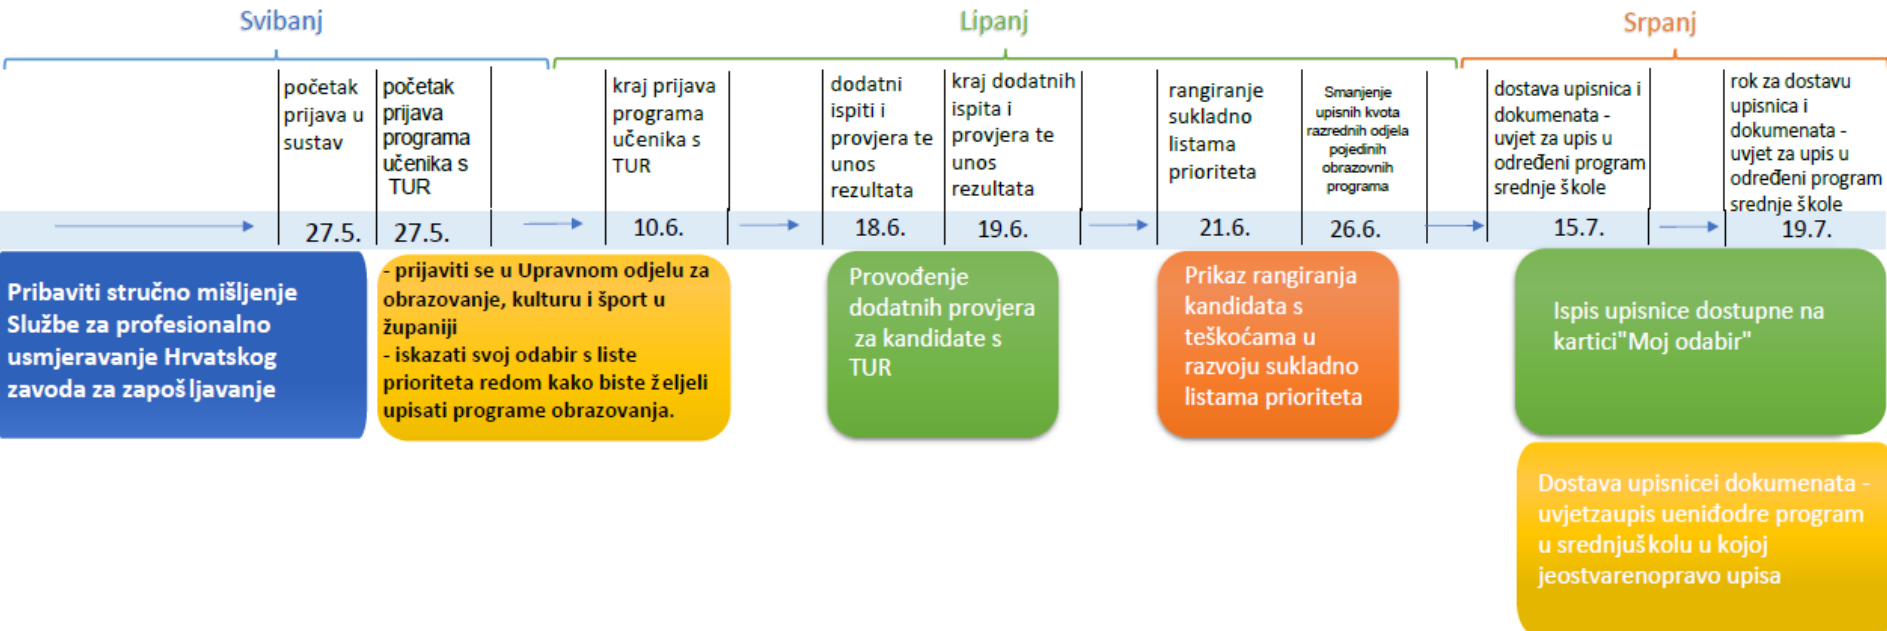 Svibanj
Lipanj
Srpanj
početak
prijava u
sustav
početak
prijava
programa
učenika s
TUR
kraj prijava
programa
učenika s
TUR
dodatni
ispiti i
provjera te
unos
rezultata
kraj dodatnih
ispita i
provjera te
unos
rezultata
rangiranje
sukladno
listama
prioriteta
Smanjenje
upisnih kvota
razrednih odjela
pojedinih
obrazovnih
programa
dostava upisnica i
dokumenata -
uvjet za upis u
određeni program
srednje škole
rok za dostavu
upisnica i
dokumenata -
uvjet za upis u
određeni program
srednje škole
27.5.
27.5.
10.6.
18.6.
19.6.
21.6.
26.6.
15.7.
19.7.
Pribaviti stručno mišljenje
Službe za profesionalno
usmjeravanje Hrvatskog
zavoda za zapošljavanje
- prijaviti se u Upravnom odjelu za
obrazovanje, kulturu i šport u
županiji
- iskazati svoj odabir s liste
prioriteta redom kako biste željeli
upisati programe obrazovanja.
Provođenje
dodatnih provjera
za kandidate s
TUR
Prikaz rangiranja
kandidata s
teškoćama u
razvoju sukladno
listama prioriteta
Ispis upisnice dostupne na
kartici"Moj odabir"
Dostava upisnicei dokumenata -
uvjetzaupis ueniđodre program
u srednjuškolu u kojoj
jeostvarenopravo upisa